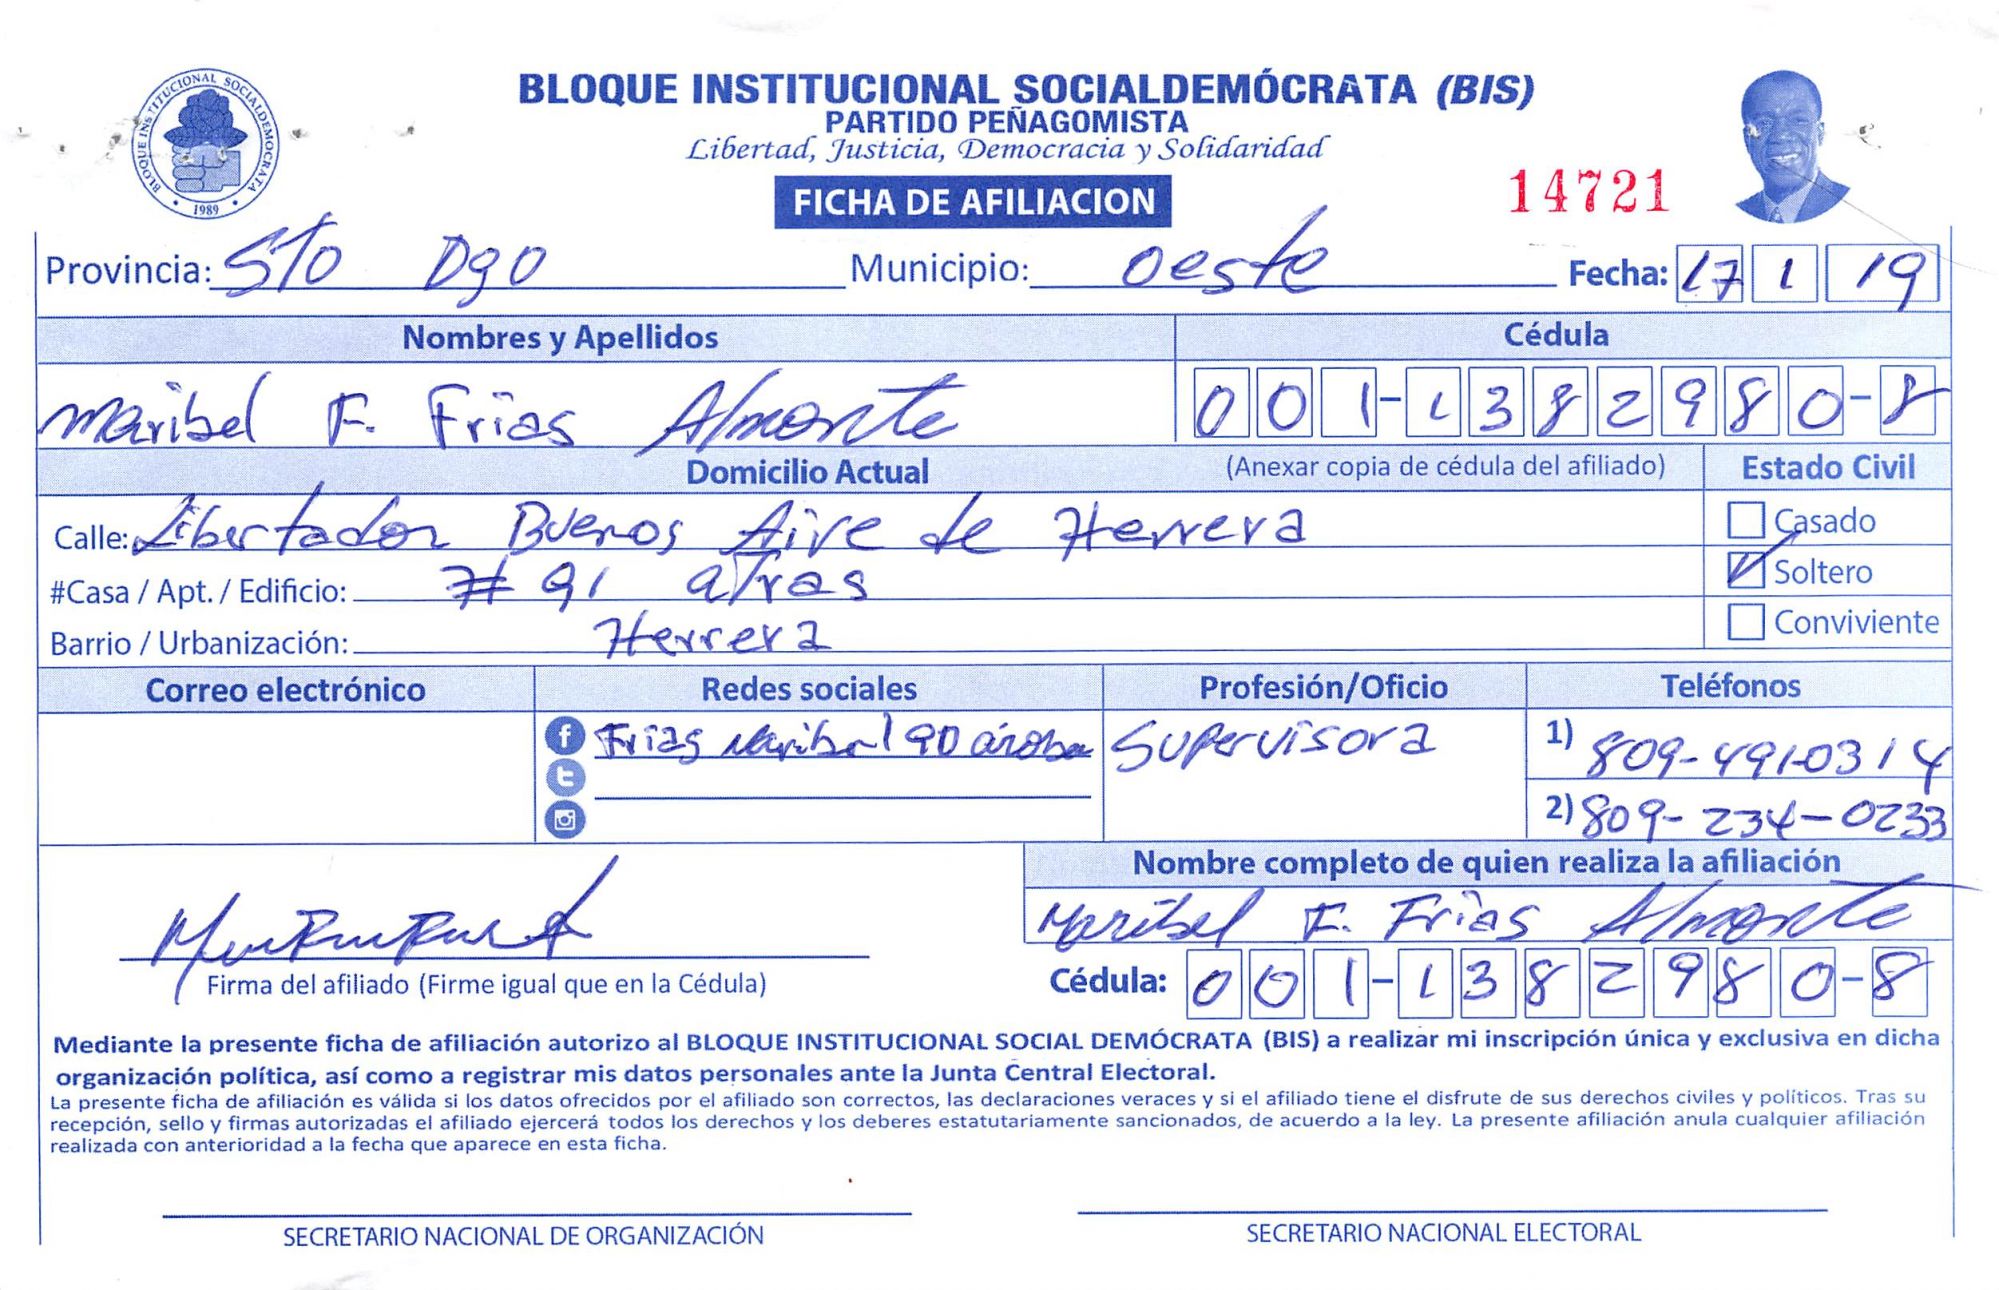 BLOQUE INSTITUCIONAL SOCIALDEMOCRATA
1989
BLOQUE INSTITUCIONAL SOCIALDEMÓCRATA (BIS)
PARTIDO PEÑAGOMISTA
Libertad, Justicia, Democracia y Solidaridad
FICHA DE AFILIACION
14721
Provincia: Sto Dgo Municipio: Oeste Fecha: 17 1 19
Nombres y Apellidos Cédula
Maribel F. Frias Almonte 001-1382980-8
Domicilio Actual (Anexar copia de cédula del afiliado) Estado Civil
Calle: Libertador Buenos Aire de Herrera Casado
#Casa / Apt. / Edificio: # 91 atras Soltero
Barrio / Urbanización: Herrera Conviviente
Correo electrónico Redes sociales Profesión/Oficio Teléfonos
Frias Maribel 90 Supervisora 1) 809-491-0314
2) 809-234-0233
Nombre completo de quien realiza la afiliación
Maribel F. Frias Almonte
Firma del afiliado (Firme igual que en la Cédula) Cédula: 001-1382980-8
Mediante la presente ficha de afiliación autorizo al BLOQUE INSTITUCIONAL SOCIAL DEMÓCRATA (BIS) a realizar mi inscripción única y exclusiva en dicha
organización política, así como a registrar mis datos personales ante la Junta Central Electoral.
La presente ficha de afiliación es válida si los datos ofrecidos por el afiliado son correctos, las declaraciones veraces y si el afiliado tiene el disfrute de sus derechos civiles y políticos. Tras su
recepción, sello y firmas autorizadas el afiliado ejercerá todos los derechos y los deberes estatutariamente sancionados, de acuerdo a la ley. La presente afiliación anula cualquier afiliación
realizada con anterioridad a la fecha que aparece en esta ficha.
SECRETARIO NACIONAL DE ORGANIZACIÓN SECRETARIO NACIONAL ELECTORAL